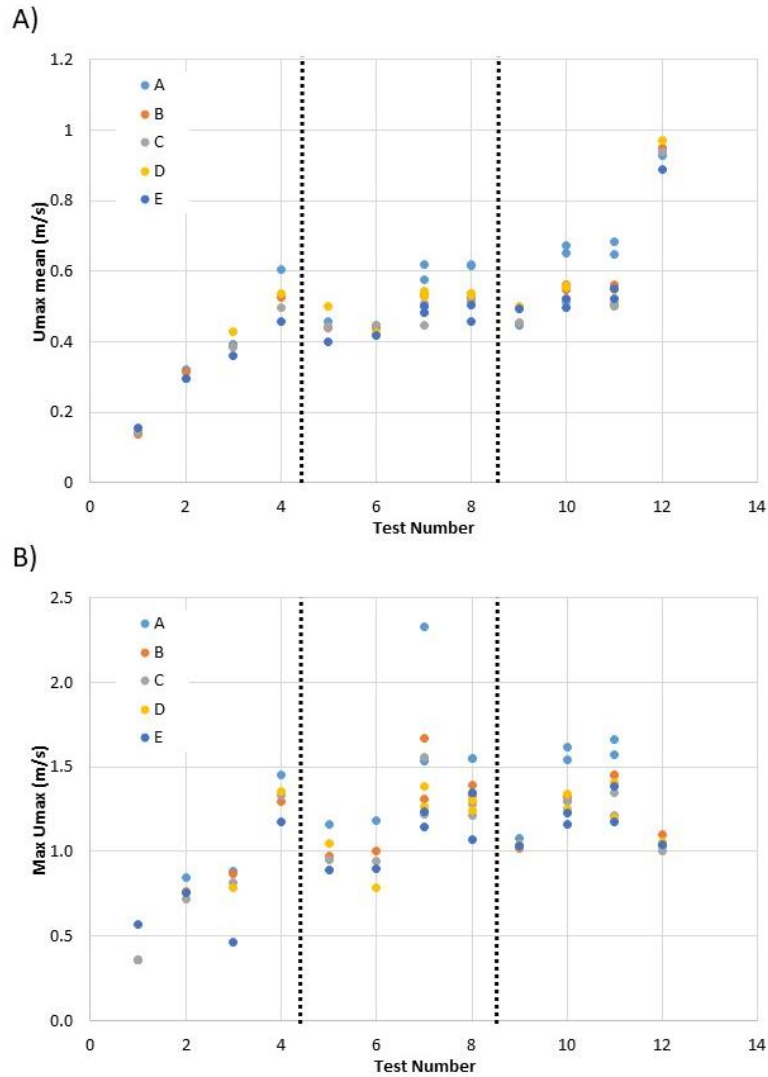 A)
1.2
1
0.8
0.6
0.4
0.2
0
Umax mean (m/s)
A
B
C
D
E
0 2 4 6 8 10 12 14
Test Number
B)
2.5
2.0
1.5
1.0
0.5
0.0
Max Umax (m/s)
A
B
C
D
E
0 2 4 6 8 10 12 14
Test Number